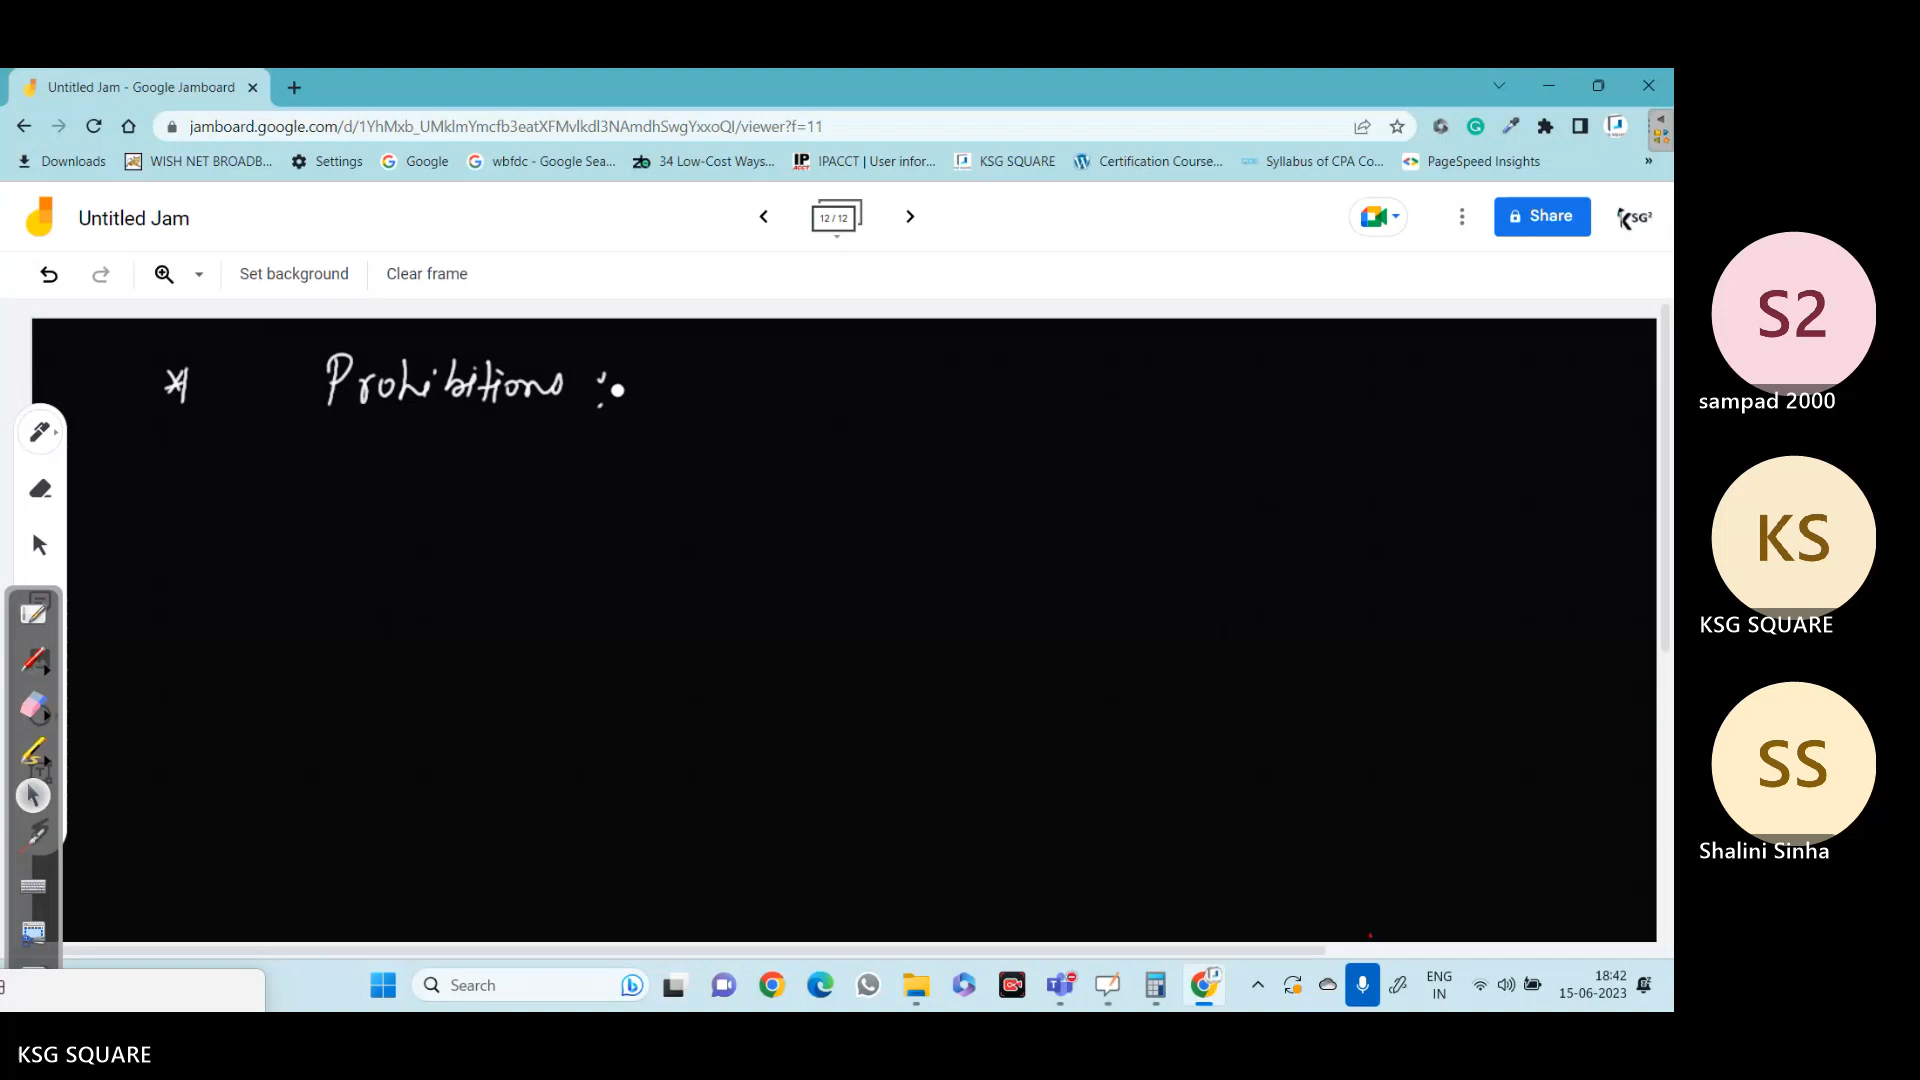 Untitled Jam - Google Jamboard
jamboard.google.com/d/1YhMxb_UMklmYmcfb3eatXFMvlkdl3NAmdhSwgYxxoQI/viewer?f=11
Downloads WISH NET BROADB... Settings Google wbfdc - Google Sea... 34 Low-Cost Ways... IPACCT | User infor... KSG SQUARE Certification Course... Syllabus of CPA Co... PageSpeed Insights »
Untitled Jam 12 / 12 Share KSG²
Set background Clear frame
* Prohibitions :
S2
sampad 2000
KS
KSG SQUARE
SS
Shalini Sinha
Search ENG 18:42
IN 15-06-2023
KSG SQUARE